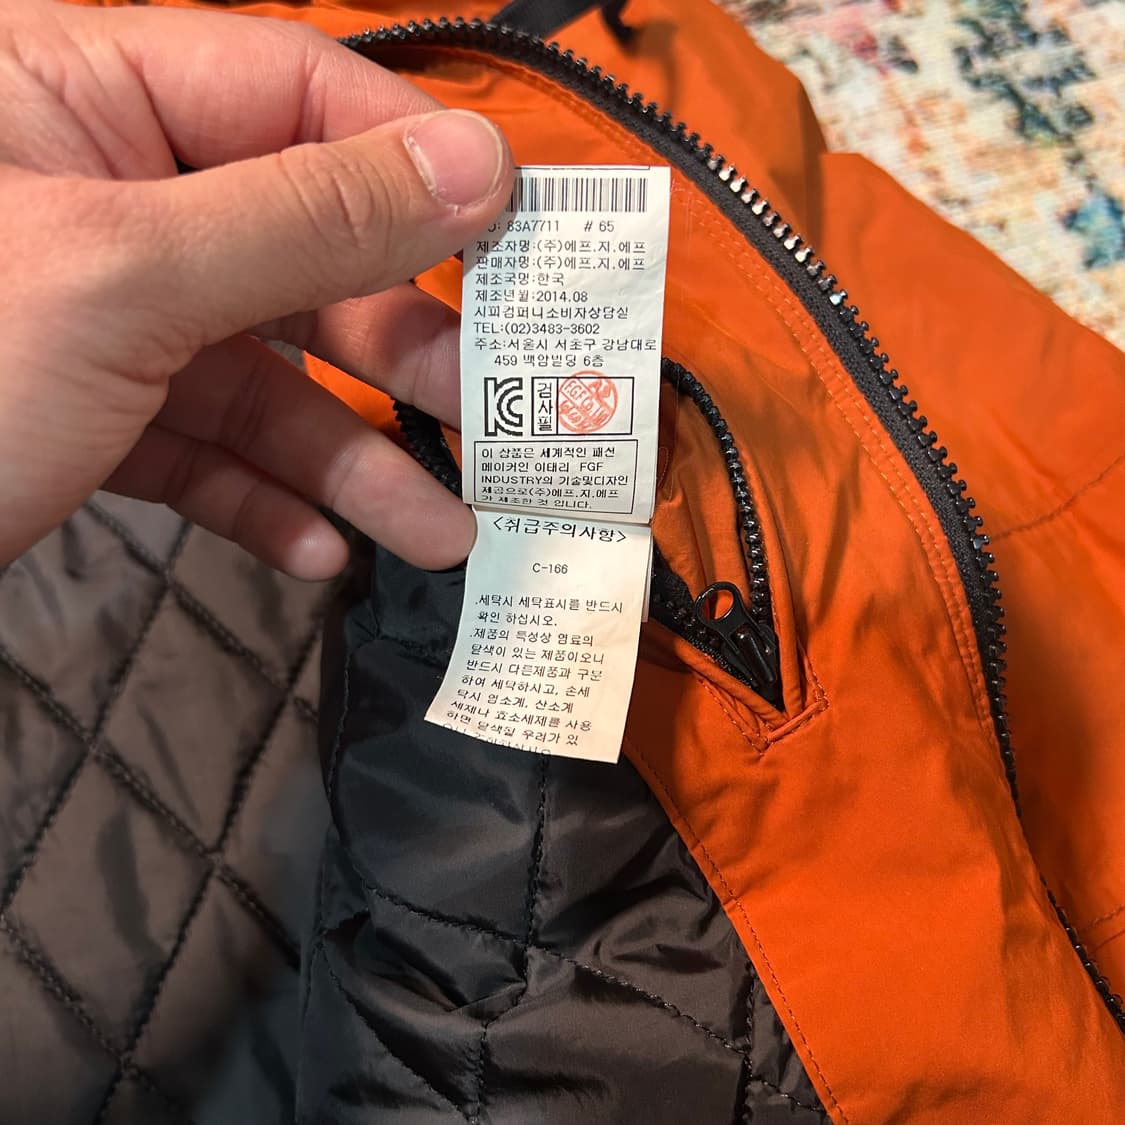 : 83A7711 # 65
제조자명:(주)에프.지.에프
판매자명:(주)에프.지.에프
제조국명:한국
제조년월:2014.08
시피컴퍼니소비자상담실
TEL:(02)3483-3602
주소:서울시 서초구 강남대로
459 백암빌딩 6층
KC
검사필
F.G.F Co.,Ltd
이 상품은 세계적인 패션
메이커인 이태리 FGF
INDUSTRY의 기술및디자인
제공으로(주)에프.지.에프
가 제조한 것 입니다.
<취급주의사항>
C-166
.세탁시 세탁표시를 반드시
확인 하십시오.
.제품의 특성상 염료의
탈색이 있는 제품이오니
반드시 다른제품과 구분
하여 세탁하시고, 손세
탁시 염소계, 산소계
세제나 효소세제를 사용
하면 탈색될 우려가 있